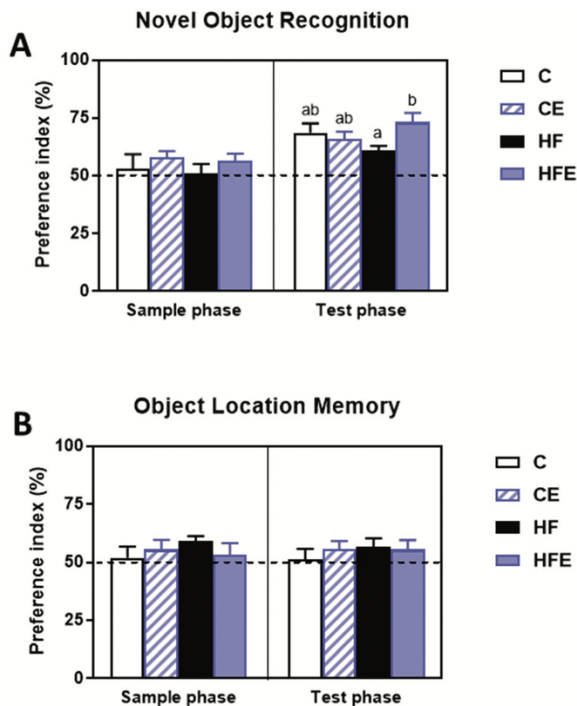 Novel Object Recognition
A
Preference index (%)
100
75
50
25
0
ab
ab
a
b
Sample phase
Test phase
C
CE
HF
HFE
Object Location Memory
B
Preference index (%)
100
75
50
25
0
Sample phase
Test phase
C
CE
HF
HFE